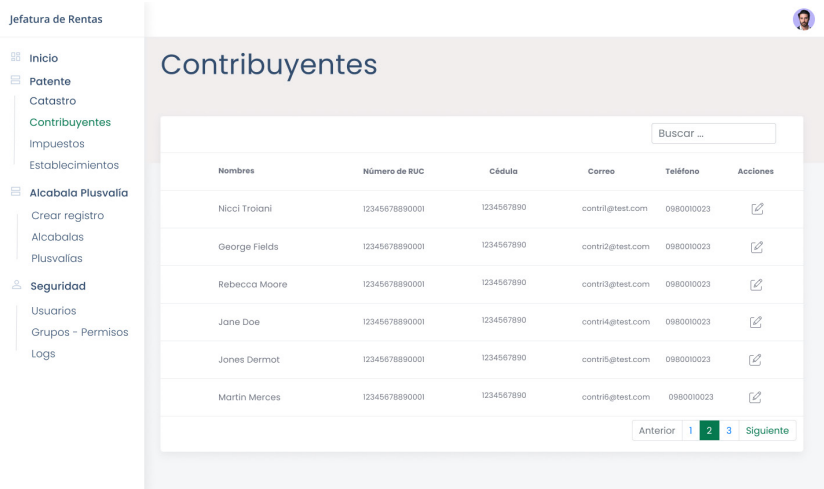 Jefatura de Rentas
Inicio
Patente
Catastro
Contribuyentes
Impuestos
Establecimientos
Alcabala Plusvalía
Crear registro
Alcabalas
Plusvalías
Seguridad
Usuarios
Grupos - Permisos
Logs
Contribuyentes
Buscar ...
Nombres Número de RUC Cédula Correo Teléfono Acciones
Nicci Troiani 12345678890001 1234567890 contri1@test.com 0980010023
George Fields 12345678890001 1234567890 contri2@test.com 0980010023
Rebecca Moore 12345678890001 1234567890 contri3@test.com 0980010023
Jane Doe 12345678890001 1234567890 contri4@test.com 0980010023
Jones Dermot 12345678890001 1234567890 contri5@test.com 0980010023
Martin Merces 12345678890001 1234567890 contri6@test.com 0980010023
Anterior 1 2 3 Siguiente